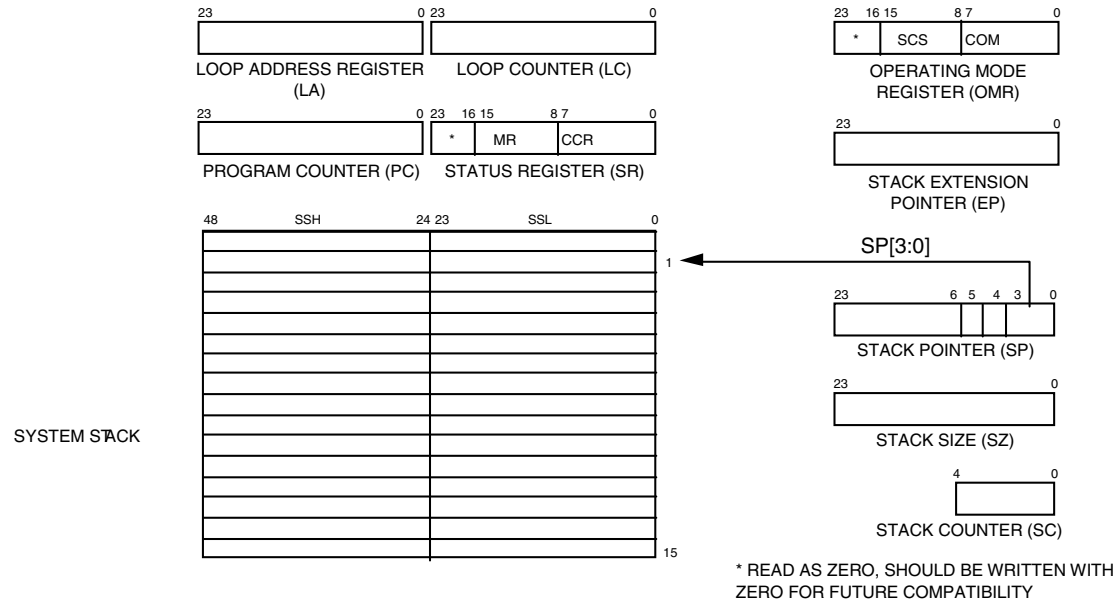 23 0 23 0
LOOP ADDRESS REGISTER
(LA)
LOOP COUNTER (LC)
23 16 15 8 7 0
* SCS COM
OPERATING MODE
REGISTER (OMR)
23 0
PROGRAM COUNTER (PC)
23 16 15 8 7 0
* MR CCR
STATUS REGISTER (SR)
23 0
STACK EXTENSION
POINTER (EP)
48 SSH 24 23 SSL 0
1
15
SYSTEM STACK
SP[3:0]
23 6 5 4 3 0
STACK POINTER (SP)
23 0
STACK SIZE (SZ)
4 0
STACK COUNTER (SC)
* READ AS ZERO, SHOULD BE WRITTEN WITH
ZERO FOR FUTURE COMPATIBILITY